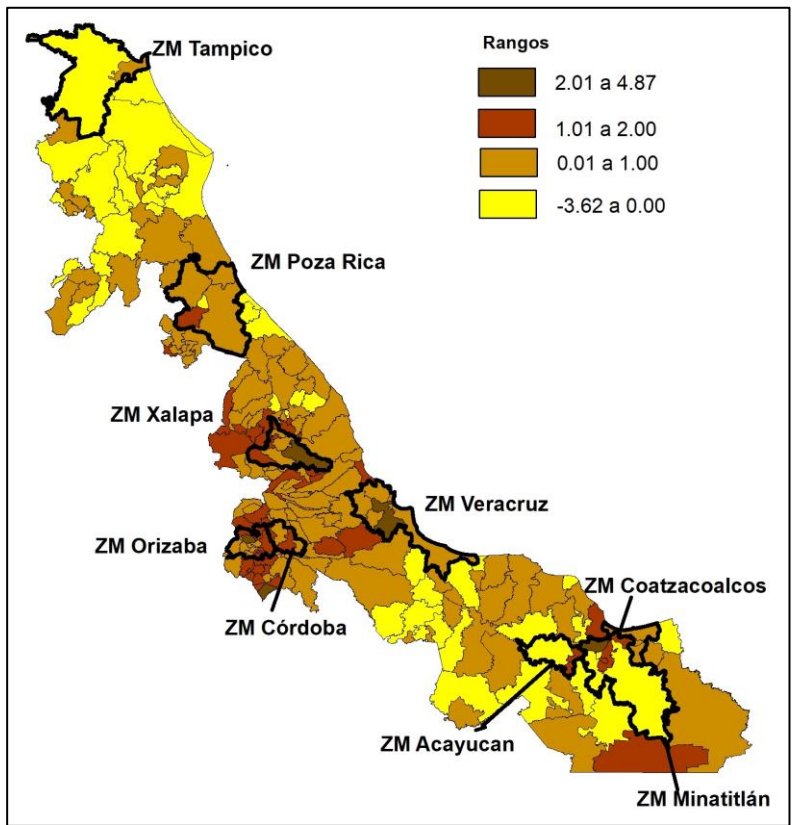 ZM Tampico
Rangos
2.01 a 4.87
1.01 a 2.00
0.01 a 1.00
-3.62 a 0.00
ZM Poza Rica
ZM Xalapa
ZM Veracruz
ZM Orizaba
ZM Coatzacoalcos
ZM Córdoba
ZM Acayucan
ZM Minatitlán